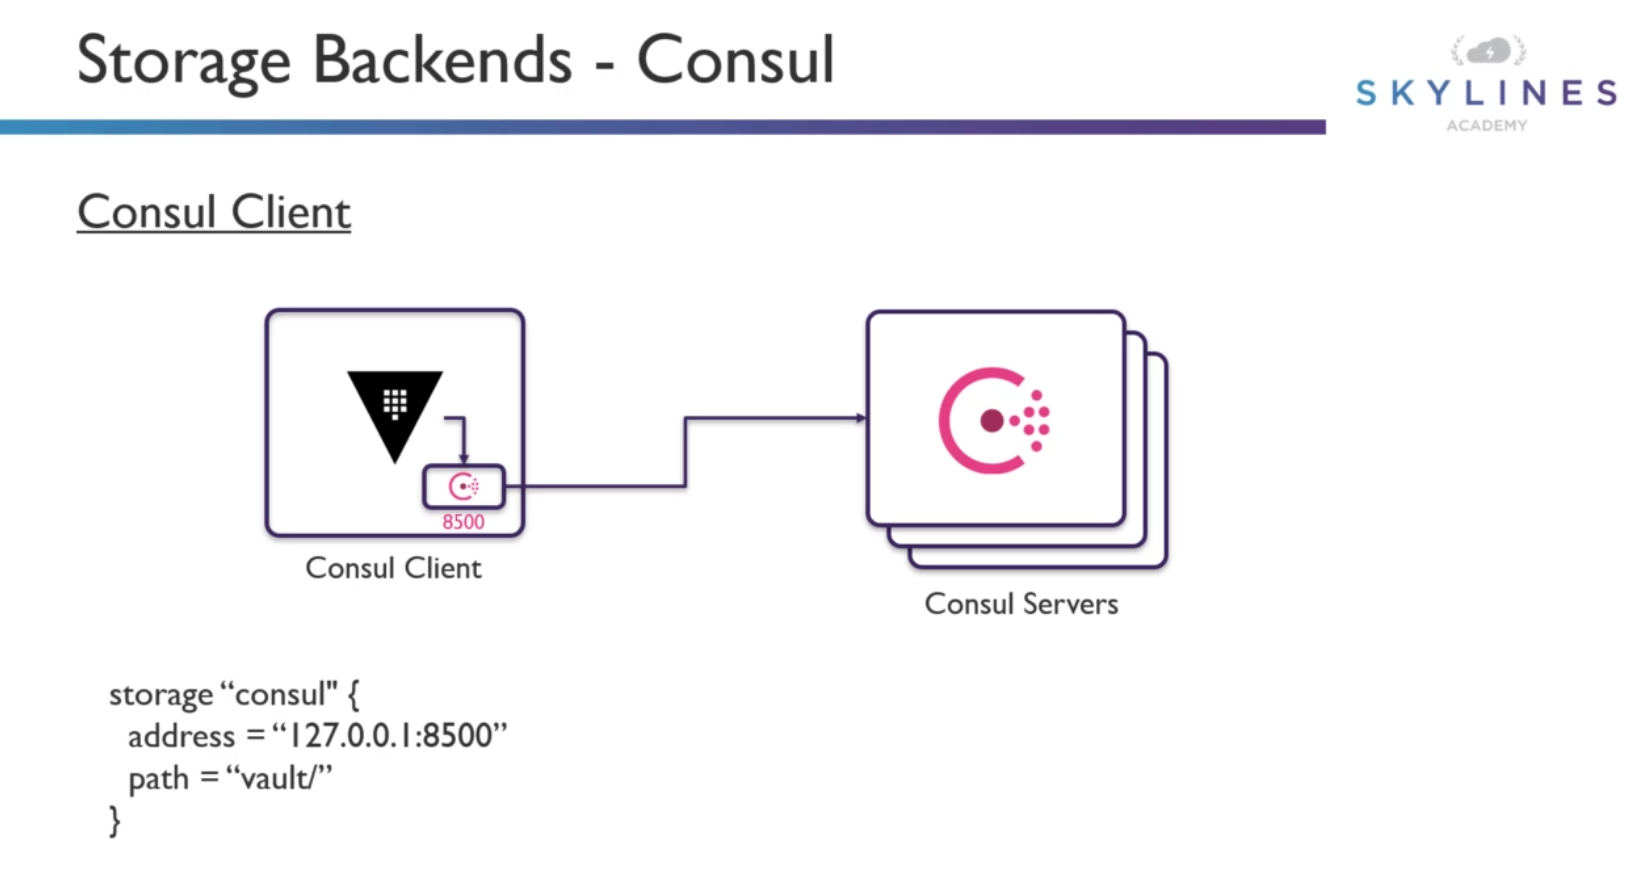 Storage Backends - Consul
SKYLINES
ACADEMY
Consul Client
8500
Consul Client
Consul Servers
storage “consul" {
address = “127.0.0.1:8500”
path = “vault/”
}